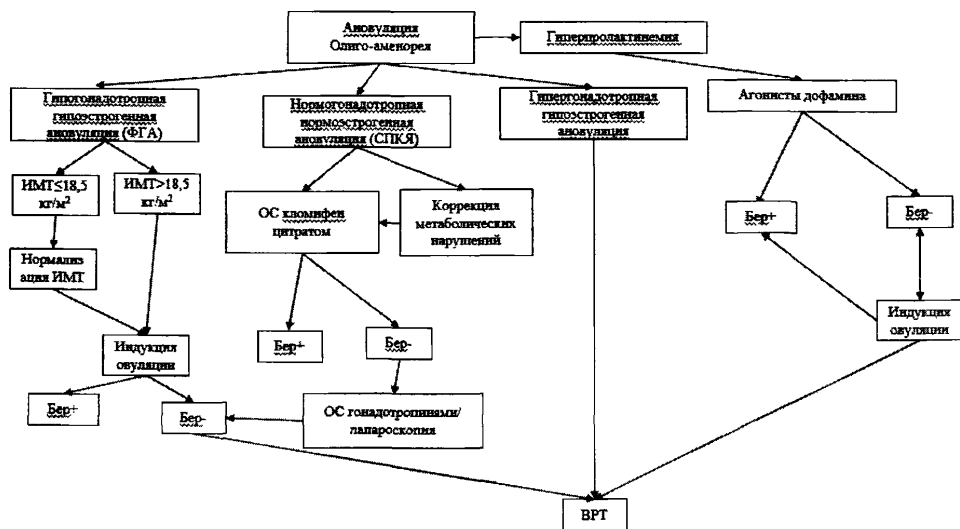 Ановуляция
Олиго-аменорея
Гиперпролактинемия
Гипогонадотропная
гипоэстрогенная
ановуляция (ФГА)
Нормогонадотропная
нормоэстрогенная
ановуляция (СПКЯ)
Гипергонадотропная
гипоэстрогенная
ановуляция
Агонисты дофамина
ИМТ≤18,5
кг/м²
ИМТ>18,5
кг/м²
ОС кломифен
цитратом
Коррекция
метаболических
нарушений
Бер+
Бер-
Нормализ
ация ИМТ
Индукция
овуляции
Бер+
Бер-
Индукция
овуляции
Бер+
Бер-
ОС гонадотропинами/
лапароскопия
ВРТ